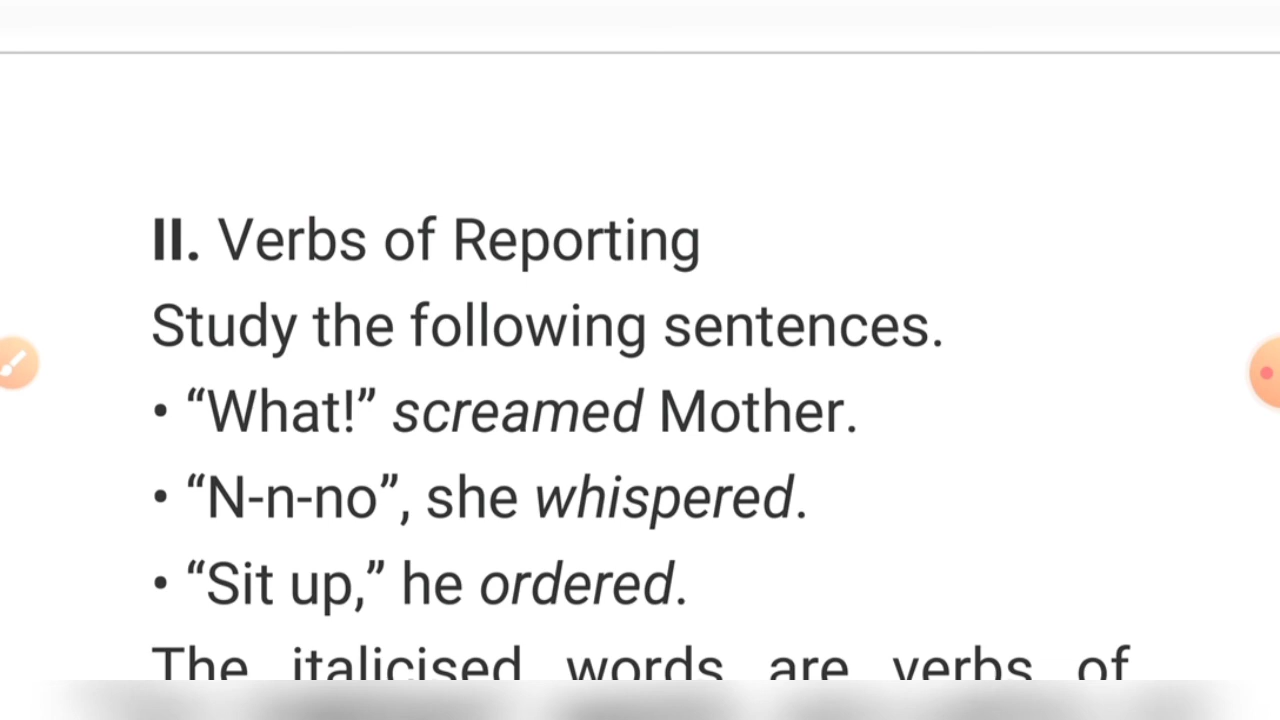 II. Verbs of Reporting
Study the following sentences.
• “What!” screamed Mother.
• “N-n-no”, she whispered.
• “Sit up,” he ordered.
The italicised words are verbs of